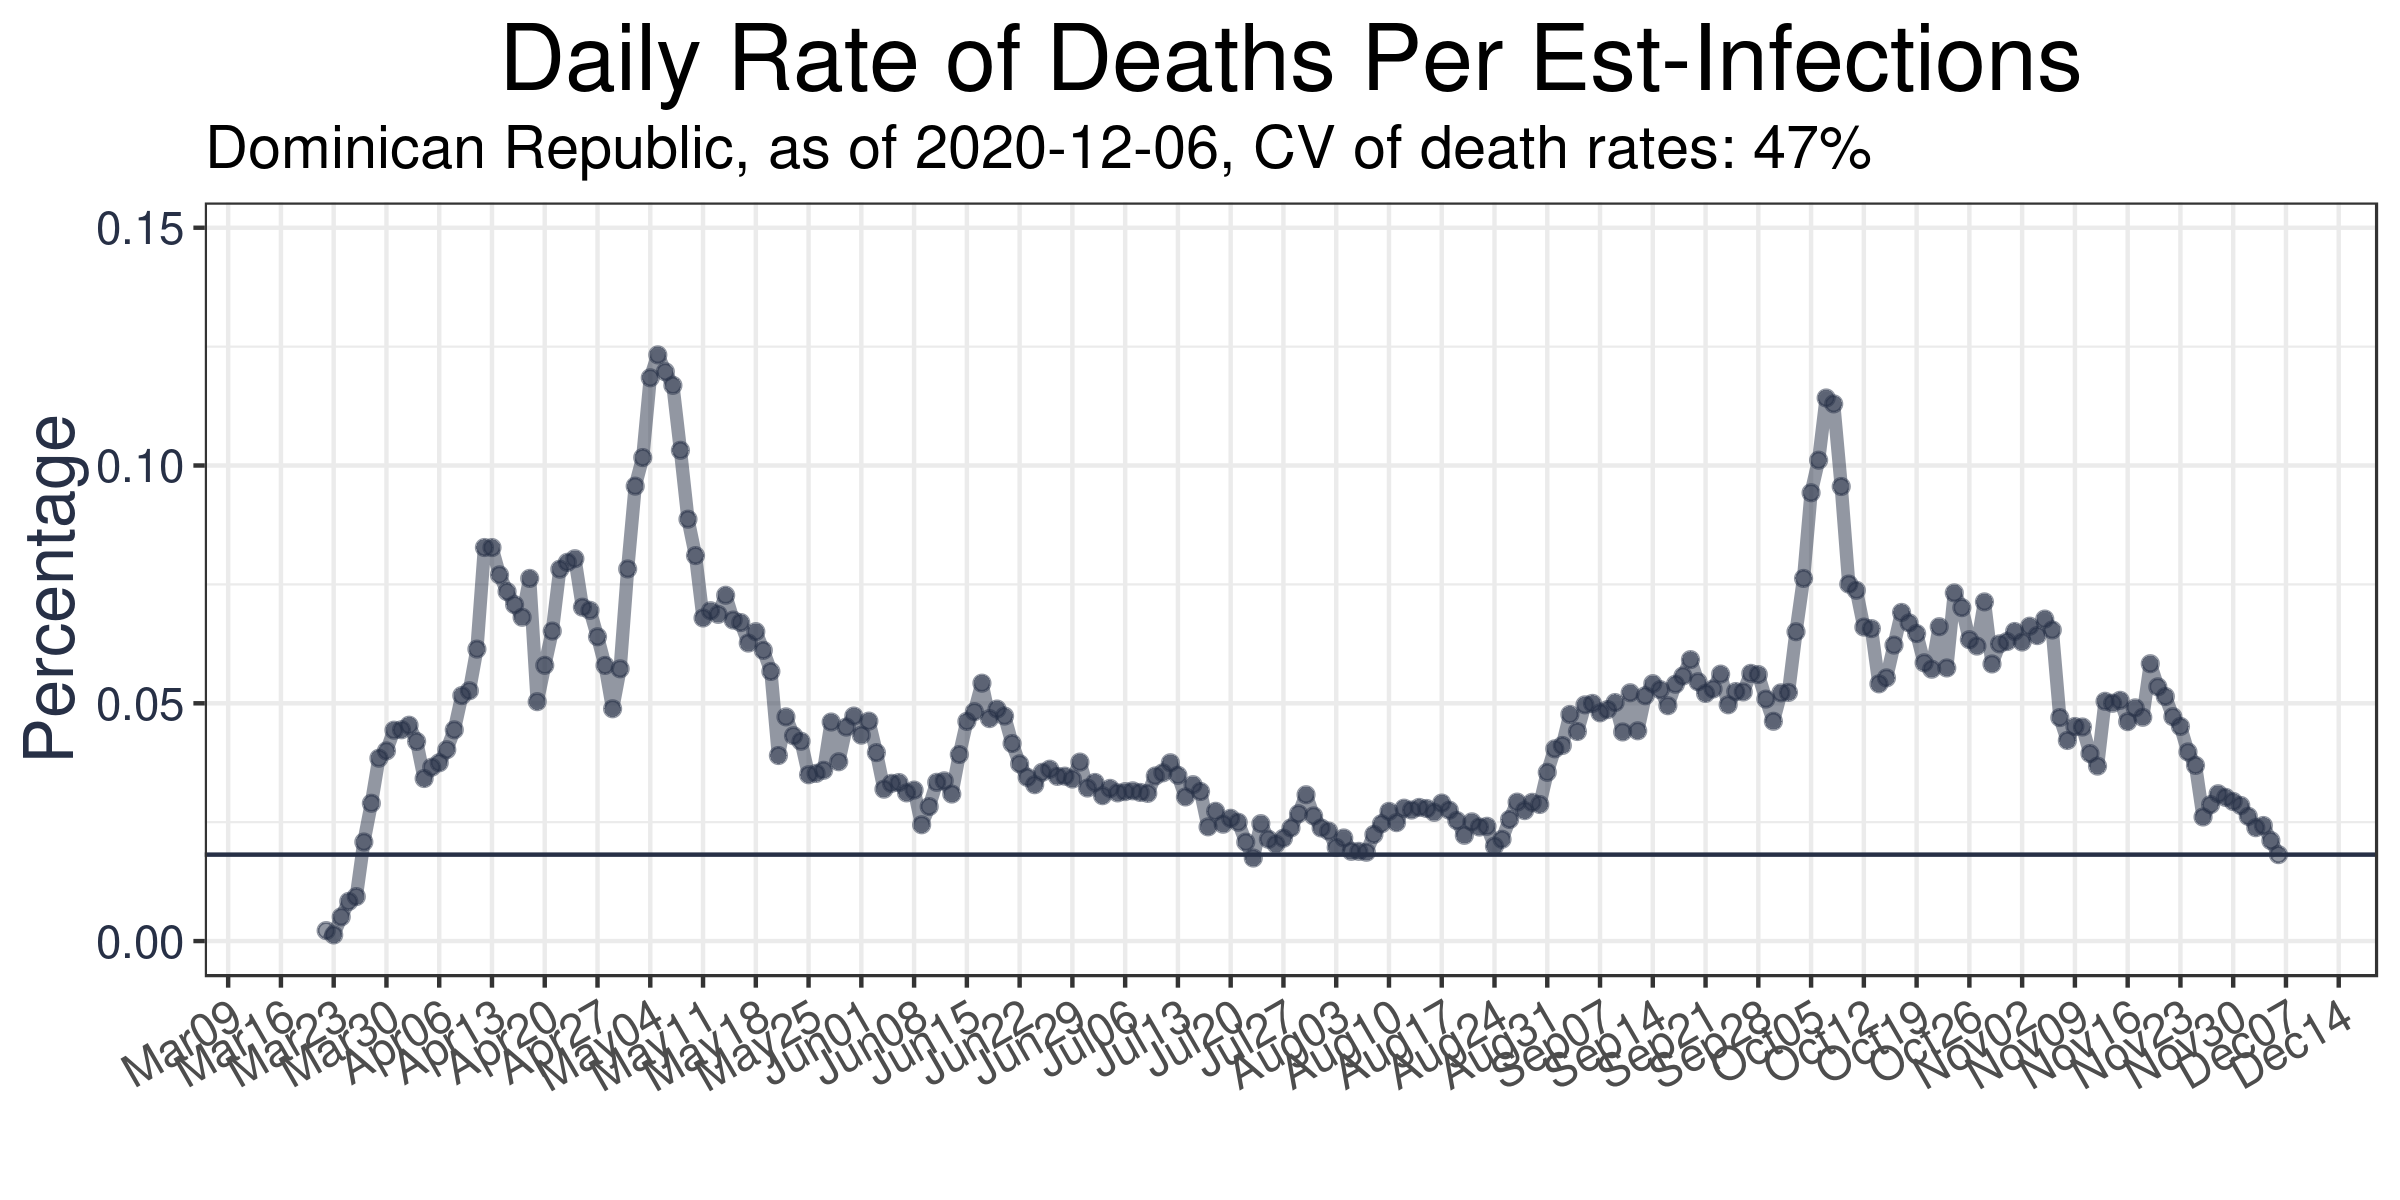 Daily Rate of Deaths Per Est-Infections
Dominican Republic, as of 2020-12-06, CV of death rates: 47%
Percentage
0.15
0.10
0.05
0.00
Mar09
Mar16
Mar23
Mar30
Apr06
Apr13
Apr20
Apr27
May04
May11
May18
May25
Jun01
Jun08
Jun15
Jun22
Jun29
Jul06
Jul13
Jul20
Jul27
Aug03
Aug10
Aug17
Aug24
Aug31
Sep07
Sep14
Sep21
Sep28
Oct05
Oct12
Oct19
Oct26
Nov02
Nov09
Nov16
Nov23
Nov30
Dec07
Dec14